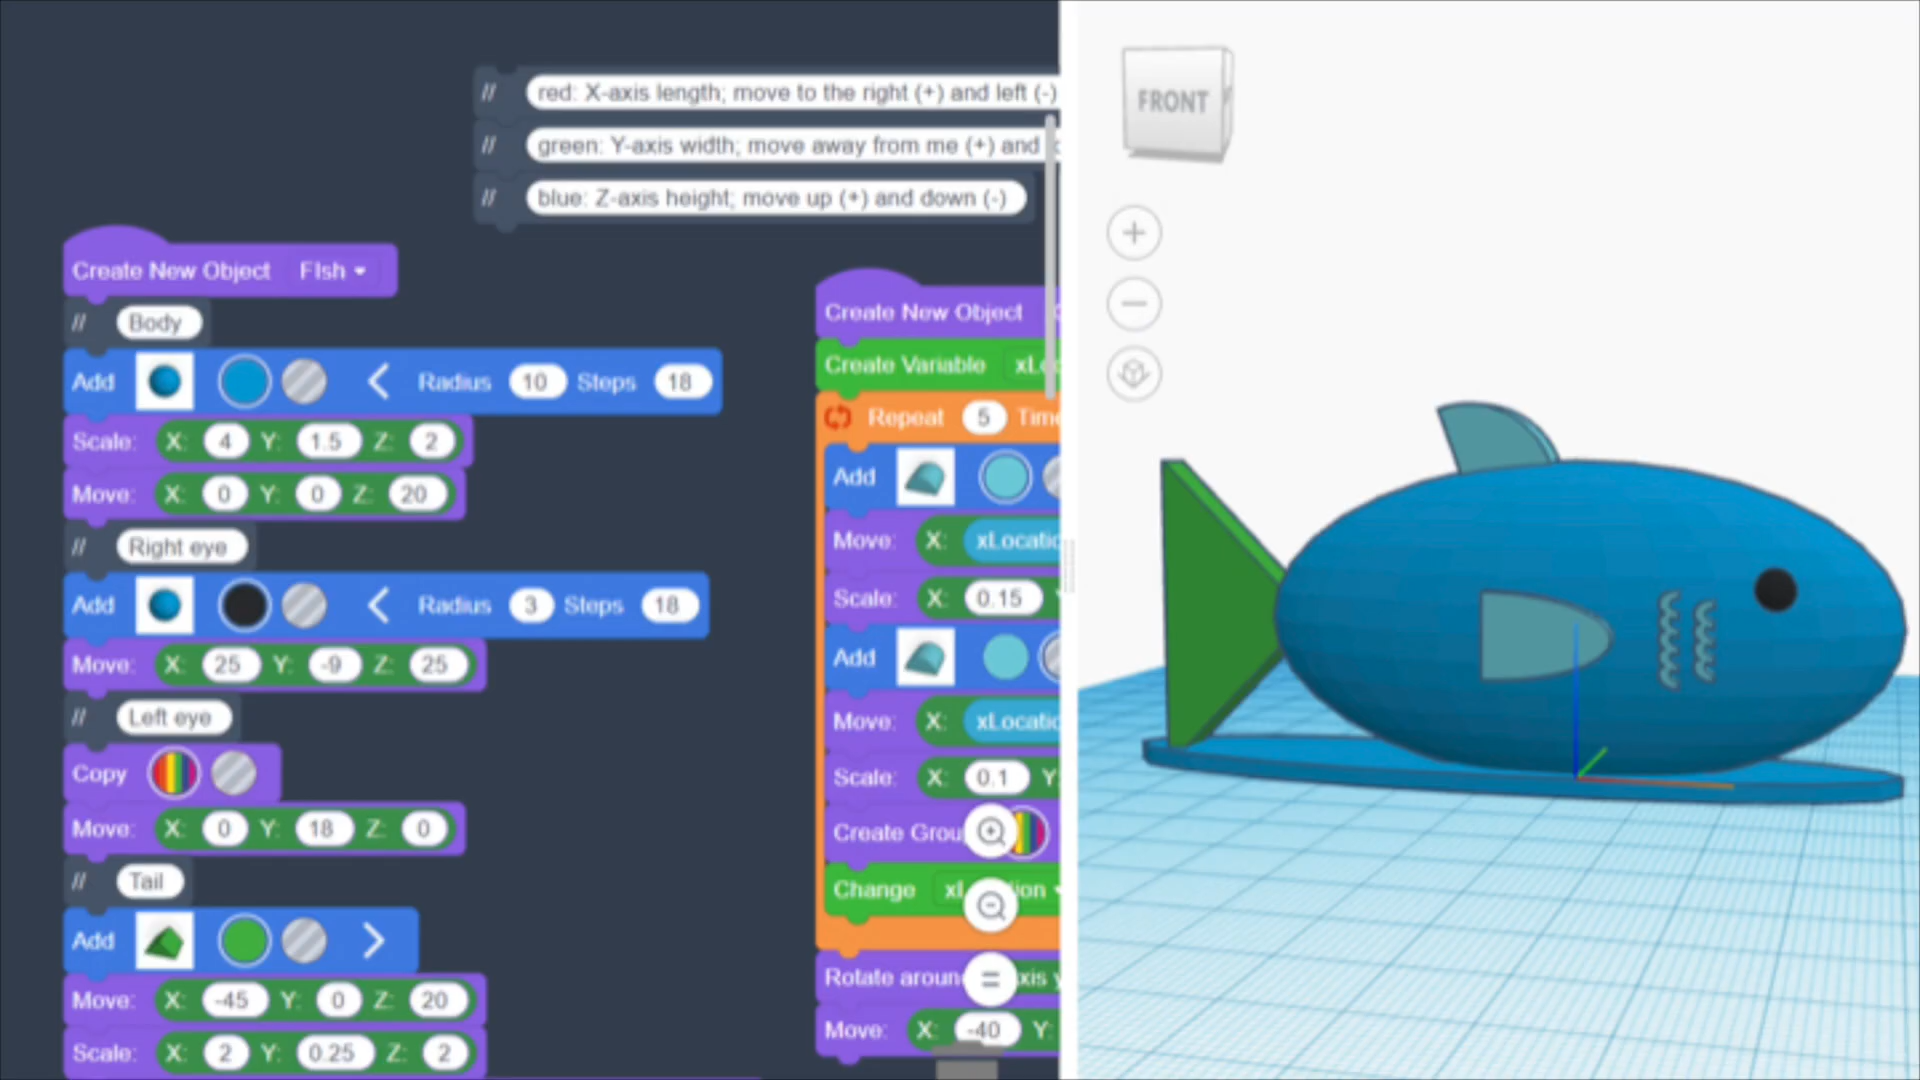 // red: X-axis length; move to the right (+) and left (-)
// green: Y-axis width; move away from me (+) and
// blue: Z-axis height; move up (+) and down (-)
Create New Object FIsh
// Body
Add Radius 10 Steps 18
Scale: X: 4 Y: 1.5 Z: 2
Move: X: 0 Y: 0 Z: 20
// Right eye
Add Radius 3 Steps 18
Move: X: 25 Y: -9 Z: 25
// Left eye
Copy
Move: X: 0 Y: 18 Z: 0
// Tail
Add
Move: X: -45 Y: 0 Z: 20
Scale: X: 2 Y: 0.25 Z: 2
Create New Object
Create Variable
Repeat 5
Add
Move: X:
Scale: X: 0.15
Add
Move: X:
Scale: X: 0.1 Y:
Create
Change
Rotate
Move: X: -40 Y:
FRONT